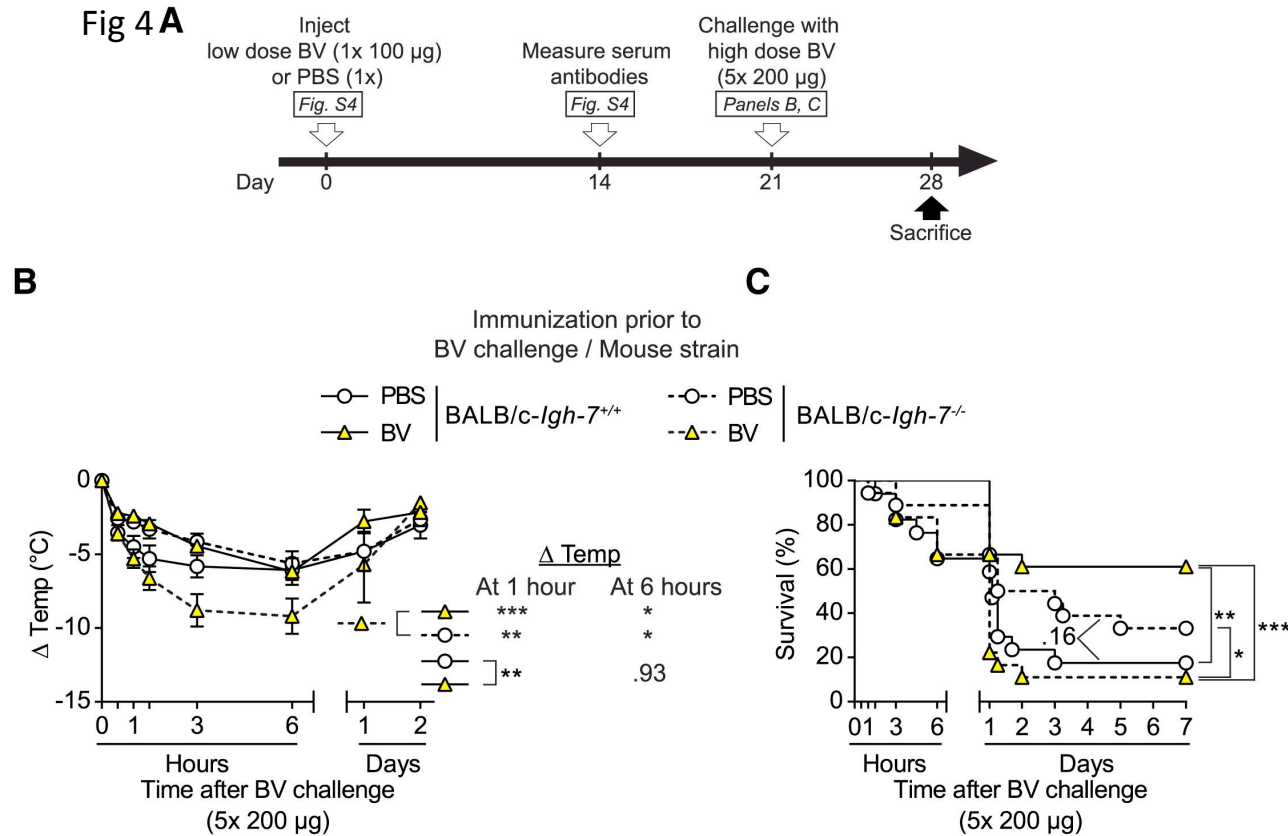 Fig 4 A
Inject
low dose BV (1x 100 µg)
or PBS (1x)
Fig. S4
Measure serum
antibodies
Fig. S4
Challenge with
high dose BV
(5x 200 µg)
Panels B, C
Day 0 14 21 28
Sacrifice
B
C
Immunization prior to
BV challenge / Mouse strain
PBS
BV
BALB/c-Igh-7+/+
PBS
BV
BALB/c-Igh-7-/-
0
-5
-10
-15
Δ Temp (°C)
0 1 3 6 1 2
Hours Days
Time after BV challenge
(5x 200 µg)
Δ Temp
At 1 hour At 6 hours
*** *
** *
** .93
100
80
60
40
20
0
Survival (%)
.16
**
*
***
0 1 3 6 1 2 3 4 5 6 7
Hours Days
Time after BV challenge
(5x 200 µg)